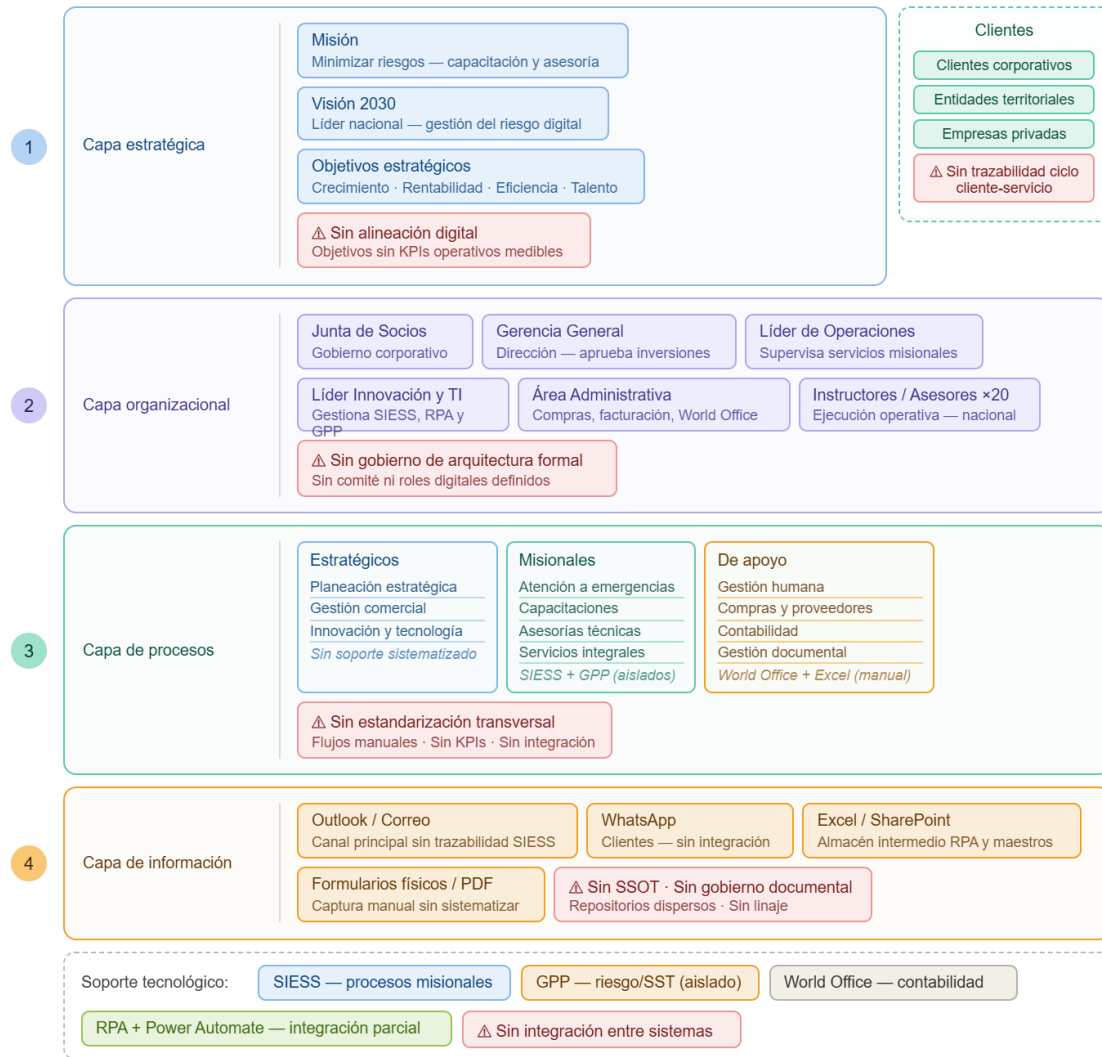 1
Capa estratégica
Misión
Minimizar riesgos — capacitación y asesoría
Visión 2030
Líder nacional — gestión del riesgo digital
Objetivos estratégicos
Crecimiento · Rentabilidad · Eficiencia · Talento
⚠ Sin alineación digital
Objetivos sin KPIs operativos medibles
Clientes
Clientes corporativos
Entidades territoriales
Empresas privadas
⚠ Sin trazabilidad ciclo
cliente-servicio
2
Capa organizacional
Junta de Socios
Gobierno corporativo
Gerencia General
Dirección — aprueba inversiones
Líder de Operaciones
Supervisa servicios misionales
Líder Innovación y TI
Gestiona SIESS, RPA y
GPP
Área Administrativa
Compras, facturación, World Office
Instructores / Asesores ×20
Ejecución operativa — nacional
⚠ Sin gobierno de arquitectura formal
Sin comité ni roles digitales definidos
3
Capa de procesos
Estratégicos
Planeación estratégica
Gestión comercial
Innovación y tecnología
Sin soporte sistematizado
Misionales
Atención a emergencias
Capacitaciones
Asesorías técnicas
Servicios integrales
SIESS + GPP (aislados)
De apoyo
Gestión humana
Compras y proveedores
Contabilidad
Gestión documental
World Office + Excel (manual)
⚠ Sin estandarización transversal
Flujos manuales · Sin KPIs · Sin integración
4
Capa de información
Outlook / Correo
Canal principal sin trazabilidad SIESS
WhatsApp
Clientes — sin integración
Excel / SharePoint
Almacén intermedio RPA y maestros
Formularios físicos / PDF
Captura manual sin sistematizar
⚠ Sin SSOT · Sin gobierno documental
Repositorios dispersos · Sin linaje
Soporte tecnológico:
SIESS — procesos misionales
GPP — riesgo/SST (aislado)
World Office — contabilidad
RPA + Power Automate — integración parcial
⚠ Sin integración entre sistemas